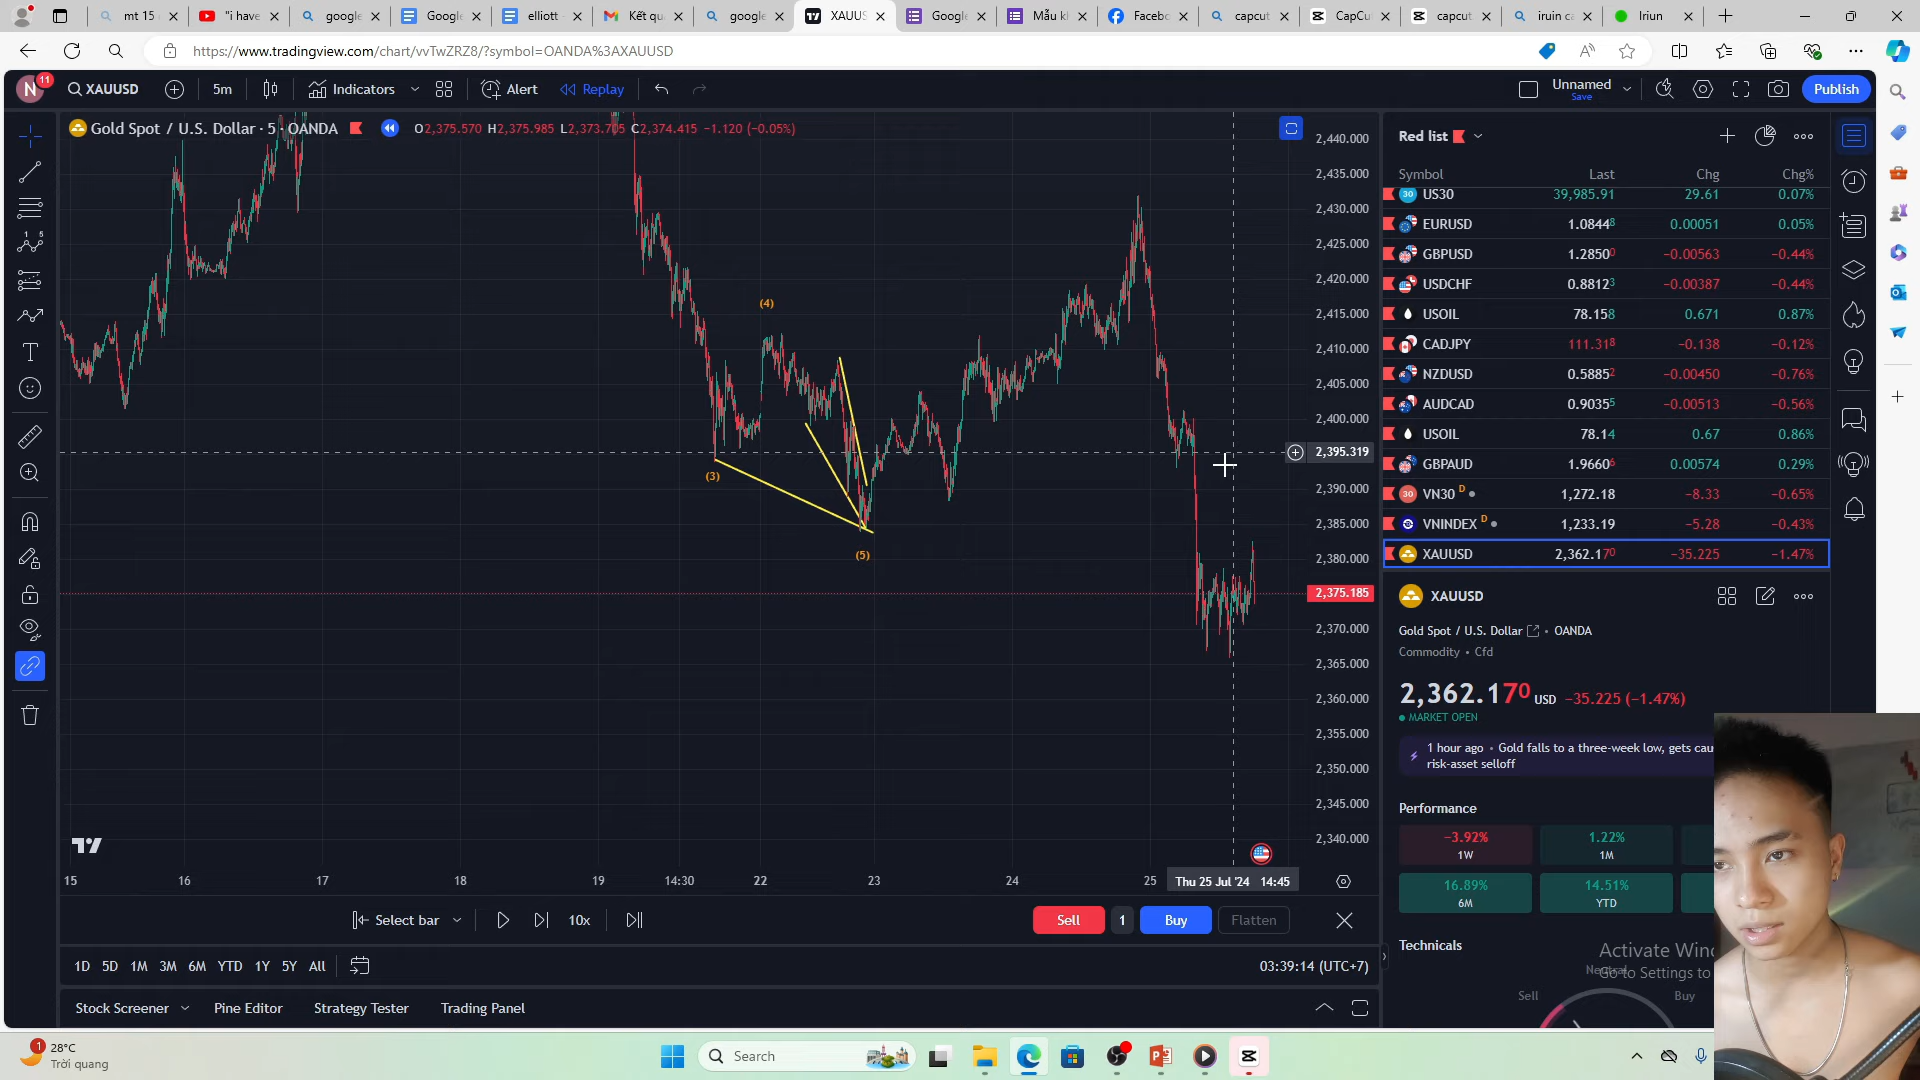 mt 15
"i have
google
Google
elliott -
Kết qu
google
XAUUS
Google
Mẫu k
Faceb
capcut
CapCu
capcut
iruin ca
Iriun
https://www.tradingview.com/chart/vvTwZRZ8/?symbol=OANDA%3AXAUUSD
N 11 XAUUSD 5m Indicators Alert Replay Unnamed Save Publish
Gold Spot / U.S. Dollar · 5 · OANDA O2,375.570 H2,375.985 L2,373.705 C2,374.415 −1.120 (−0.05%)
(4)
(3)
(5)
2,440.000
2,435.000
2,430.000
2,425.000
2,420.000
2,415.000
2,410.000
2,405.000
2,400.000
2,395.319
2,390.000
2,385.000
2,380.000
2,375.185
2,370.000
2,365.000
2,360.000
2,355.000
2,350.000
2,345.000
2,340.000
15 16 17 18 19 14:30 22 23 24 25 Thu 25 Jul '24 14:45
Select bar 10x Sell 1 Buy Flatten
1D 5D 1M 3M 6M YTD 1Y 5Y All 03:39:14 (UTC+7)
Stock Screener Pine Editor Strategy Tester Trading Panel
Red list
Symbol Last Chg Chg%
US30 39,985.91 29.61 0.07%
EURUSD 1.08448 0.00051 0.05%
GBPUSD 1.28500 −0.00563 −0.44%
USDCHF 0.88123 −0.00387 −0.44%
USOIL 78.158 0.671 0.87%
CADJPY 111.318 −0.138 −0.12%
NZDUSD 0.58852 −0.00450 −0.76%
AUDCAD 0.90355 −0.00513 −0.56%
USOIL 78.14 0.67 0.86%
GBPAUD 1.96606 0.00574 0.29%
VN30 D 1,272.18 −8.33 −0.65%
VNINDEX D 1,233.19 −5.28 −0.43%
XAUUSD 2,362.170 −35.225 −1.47%
XAUUSD
Gold Spot / U.S. Dollar • OANDA
Commodity • Cfd
2,362.170 USD −35.225 (−1.47%)
MARKET OPEN
1 hour ago • Gold falls to a three-week low, gets cau
risk-asset selloff
Performance
−3.92% 1.22%
1W 1M
16.89% 14.51%
6M YTD
Technicals
Activate Win
Neutral
Go to Settings to
Sell Buy
1 28°C
Trời quang
Search